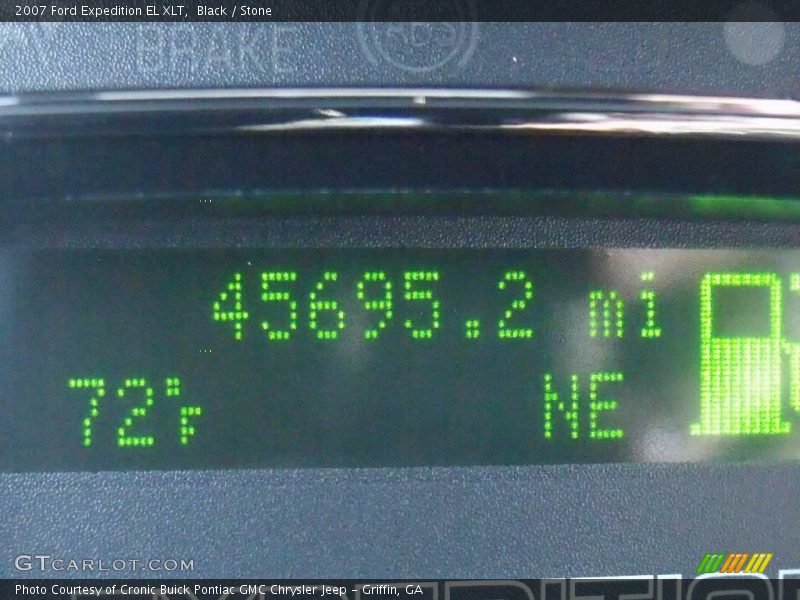 2007 Ford Expedition EL XLT, Black / Stone
BRAKE
ABS
45695.2 mi
72°F
NE
GTCARLOT.COM
Photo Courtesy of Cronic Buick Pontiac GMC Chrysler Jeep - Griffin, GA